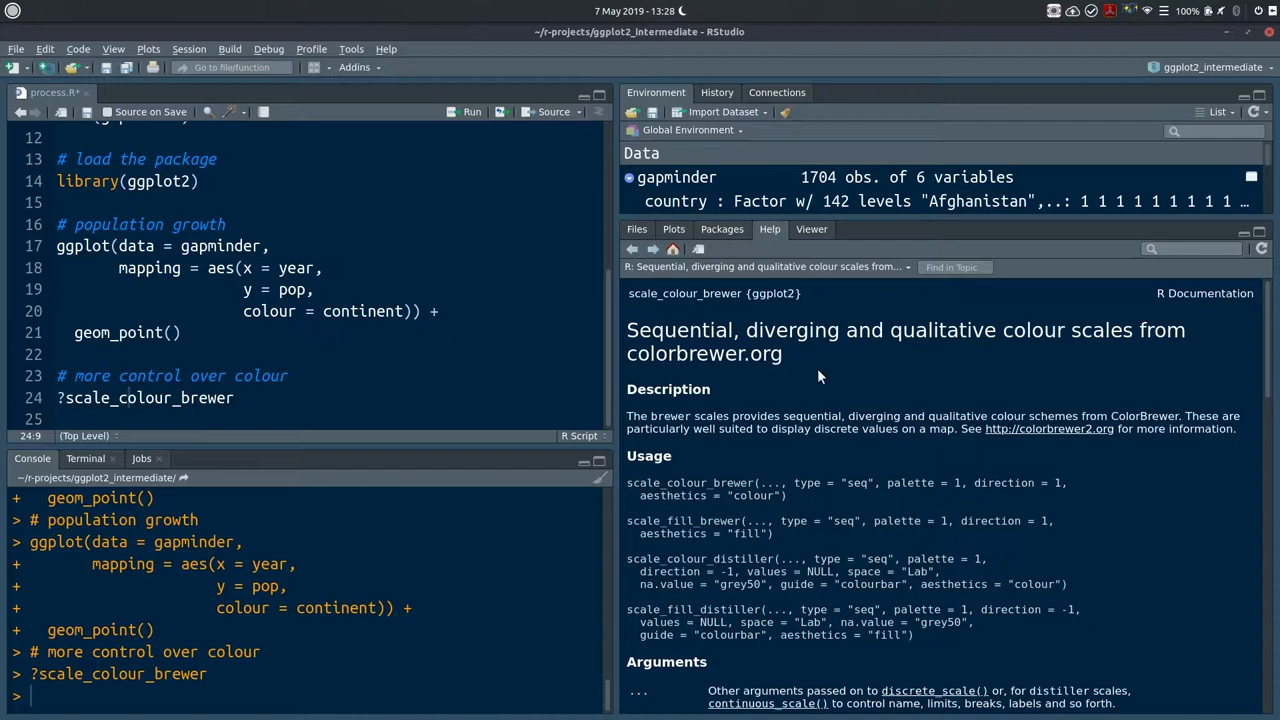 7 May 2019 - 13:28
100%
~/r-projects/ggplot2_intermediate - RStudio
File Edit Code View Plots Session Build Debug Profile Tools Help
Go to file/function
Addins
ggplot2_intermediate
process.R*
Source on Save
Run
Source
12
13 # load the package
14 library(ggplot2)
15
16 # population growth
17 ggplot(data = gapminder,
18 mapping = aes(x = year,
19 y = pop,
20 colour = continent)) +
21 geom_point()
22
23 # more control over colour
24 ?scale_colour_brewer
25
24:9 (Top Level) R Script
Console Terminal Jobs
~/r-projects/ggplot2_intermediate/
+ geom_point()
> # population growth
> ggplot(data = gapminder,
+ mapping = aes(x = year,
+ y = pop,
+ colour = continent)) +
+ geom_point()
> # more control over colour
> ?scale_colour_brewer
>
Environment History Connections
Import Dataset
List
Global Environment
Data
gapminder 1704 obs. of 6 variables
country : Factor w/ 142 levels "Afghanistan",..: 1 1 1 1 1 1 1 1 1 …
Files Plots Packages Help Viewer
R: Sequential, diverging and qualitative colour scales from...
Find in Topic
scale_colour_brewer {ggplot2} R Documentation
Sequential, diverging and qualitative colour scales from
colorbrewer.org
Description
The brewer scales provides sequential, diverging and qualitative colour schemes from ColorBrewer. These are
particularly well suited to display discrete values on a map. See http://colorbrewer2.org for more information.
Usage
scale_colour_brewer(..., type = "seq", palette = 1, direction = 1,
aesthetics = "colour")
scale_fill_brewer(..., type = "seq", palette = 1, direction = 1,
aesthetics = "fill")
scale_colour_distiller(..., type = "seq", palette = 1,
direction = -1, values = NULL, space = "Lab",
na.value = "grey50", guide = "colourbar", aesthetics = "colour")
scale_fill_distiller(..., type = "seq", palette = 1, direction = -1,
values = NULL, space = "Lab", na.value = "grey50",
guide = "colourbar", aesthetics = "fill")
Arguments
... Other arguments passed on to discrete_scale() or, for distiller scales,
continuous_scale() to control name, limits, breaks, labels and so forth.